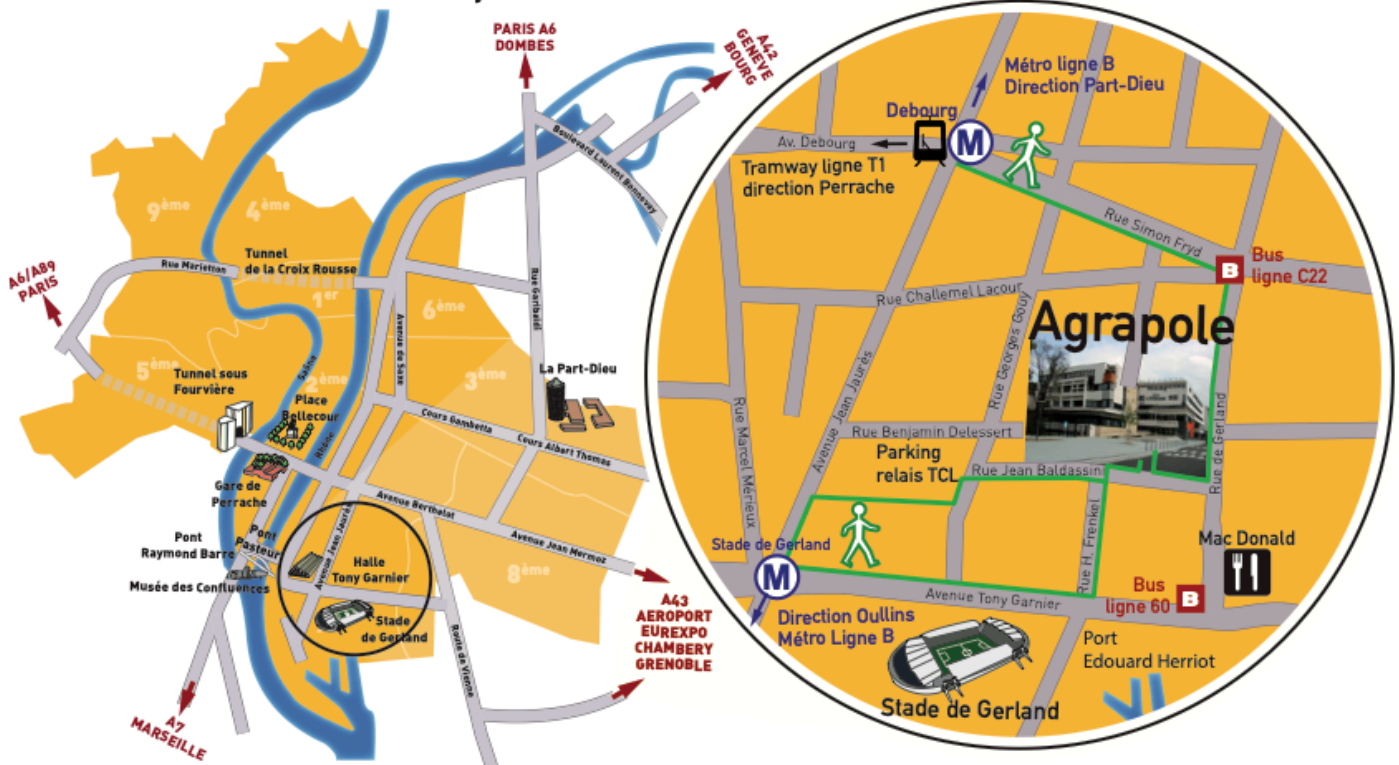 PARIS A6
DOMBES
A42
GENEVE
BOURG
Boulevard Laurent Bonnevay
9ème
4ème
Tunnel
de la Croix Rousse
Rue Marietton
A6/A89
PARIS
1er
6ème
Rue Garibaldi
Avenue de Saxe
5ème
Tunnel sous
Fourvière
Saône
2ème
Place
Bellecour
Rhône
3ème
La Part-Dieu
Cours Gambetta
Cours Albert Thomas
Gare de
Perrache
Avenue Berthelot
Avenue Jean Mermoz
Pont
Raymond Barre
Pont
Pasteur
Musée des Confluences
Avenue Jean Jaurès
Halle
Tony Garnier
8ème
Stade
de Gerland
Route de Vienne
A43
AEROPORT
EUREXPO
CHAMBERY
GRENOBLE
A7
MARSEILLE
Métro ligne B
Direction Part-Dieu
Debourg
M
Av. Debourg
Tramway ligne T1
direction Perrache
Rue Simon Fryd
B
Bus
ligne C22
Rue Challemel Lacour
Agrapole
Rue Georges Gouy
Avenue Jean Jaurès
Rue Marcel Mérieux
Rue Benjamin Delessert
Parking
relais TCL
Rue Jean Baldassini
Rue de Gerland
Rue H. Frenkel
Stade de Gerland
M
Direction Oullins
Métro Ligne B
Avenue Tony Garnier
Mac Donald
Bus
ligne 60
B
Port
Edouard Herriot
Stade de Gerland